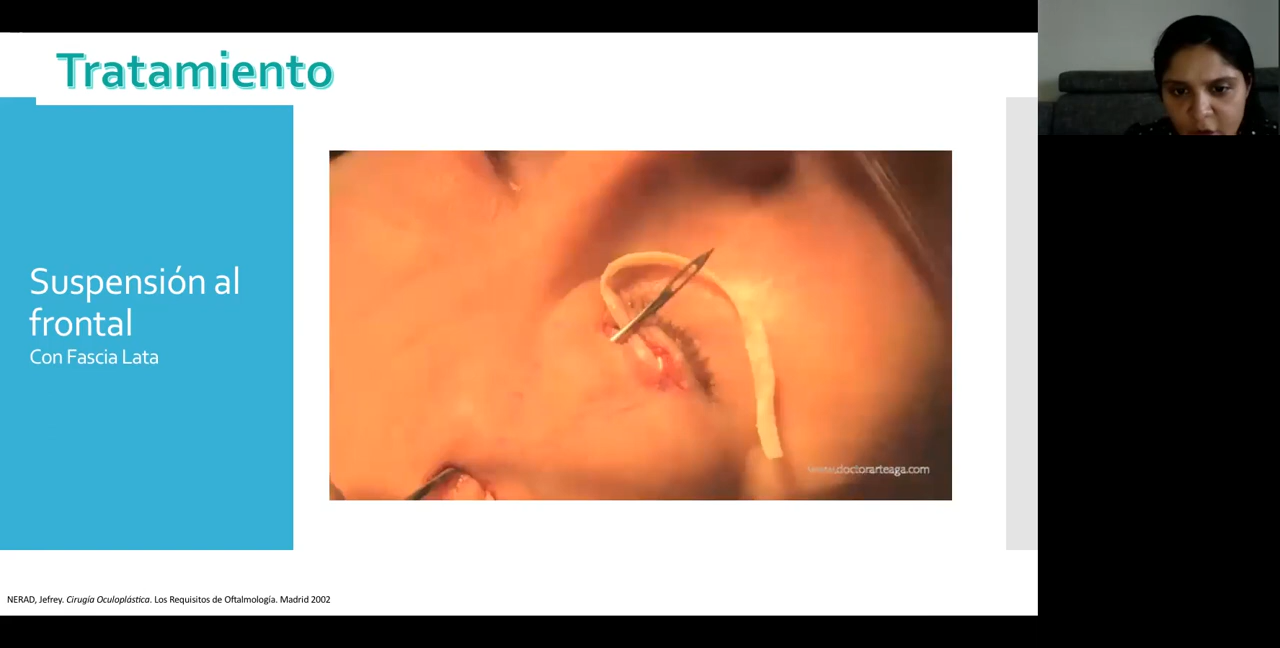 Tratamiento
Suspensión al
frontal
Con Fascia Lata
www.doctorarteaga.com
NERAD, Jefrey. Cirugía Oculoplástica. Los Requisitos de Oftalmología. Madrid 2002